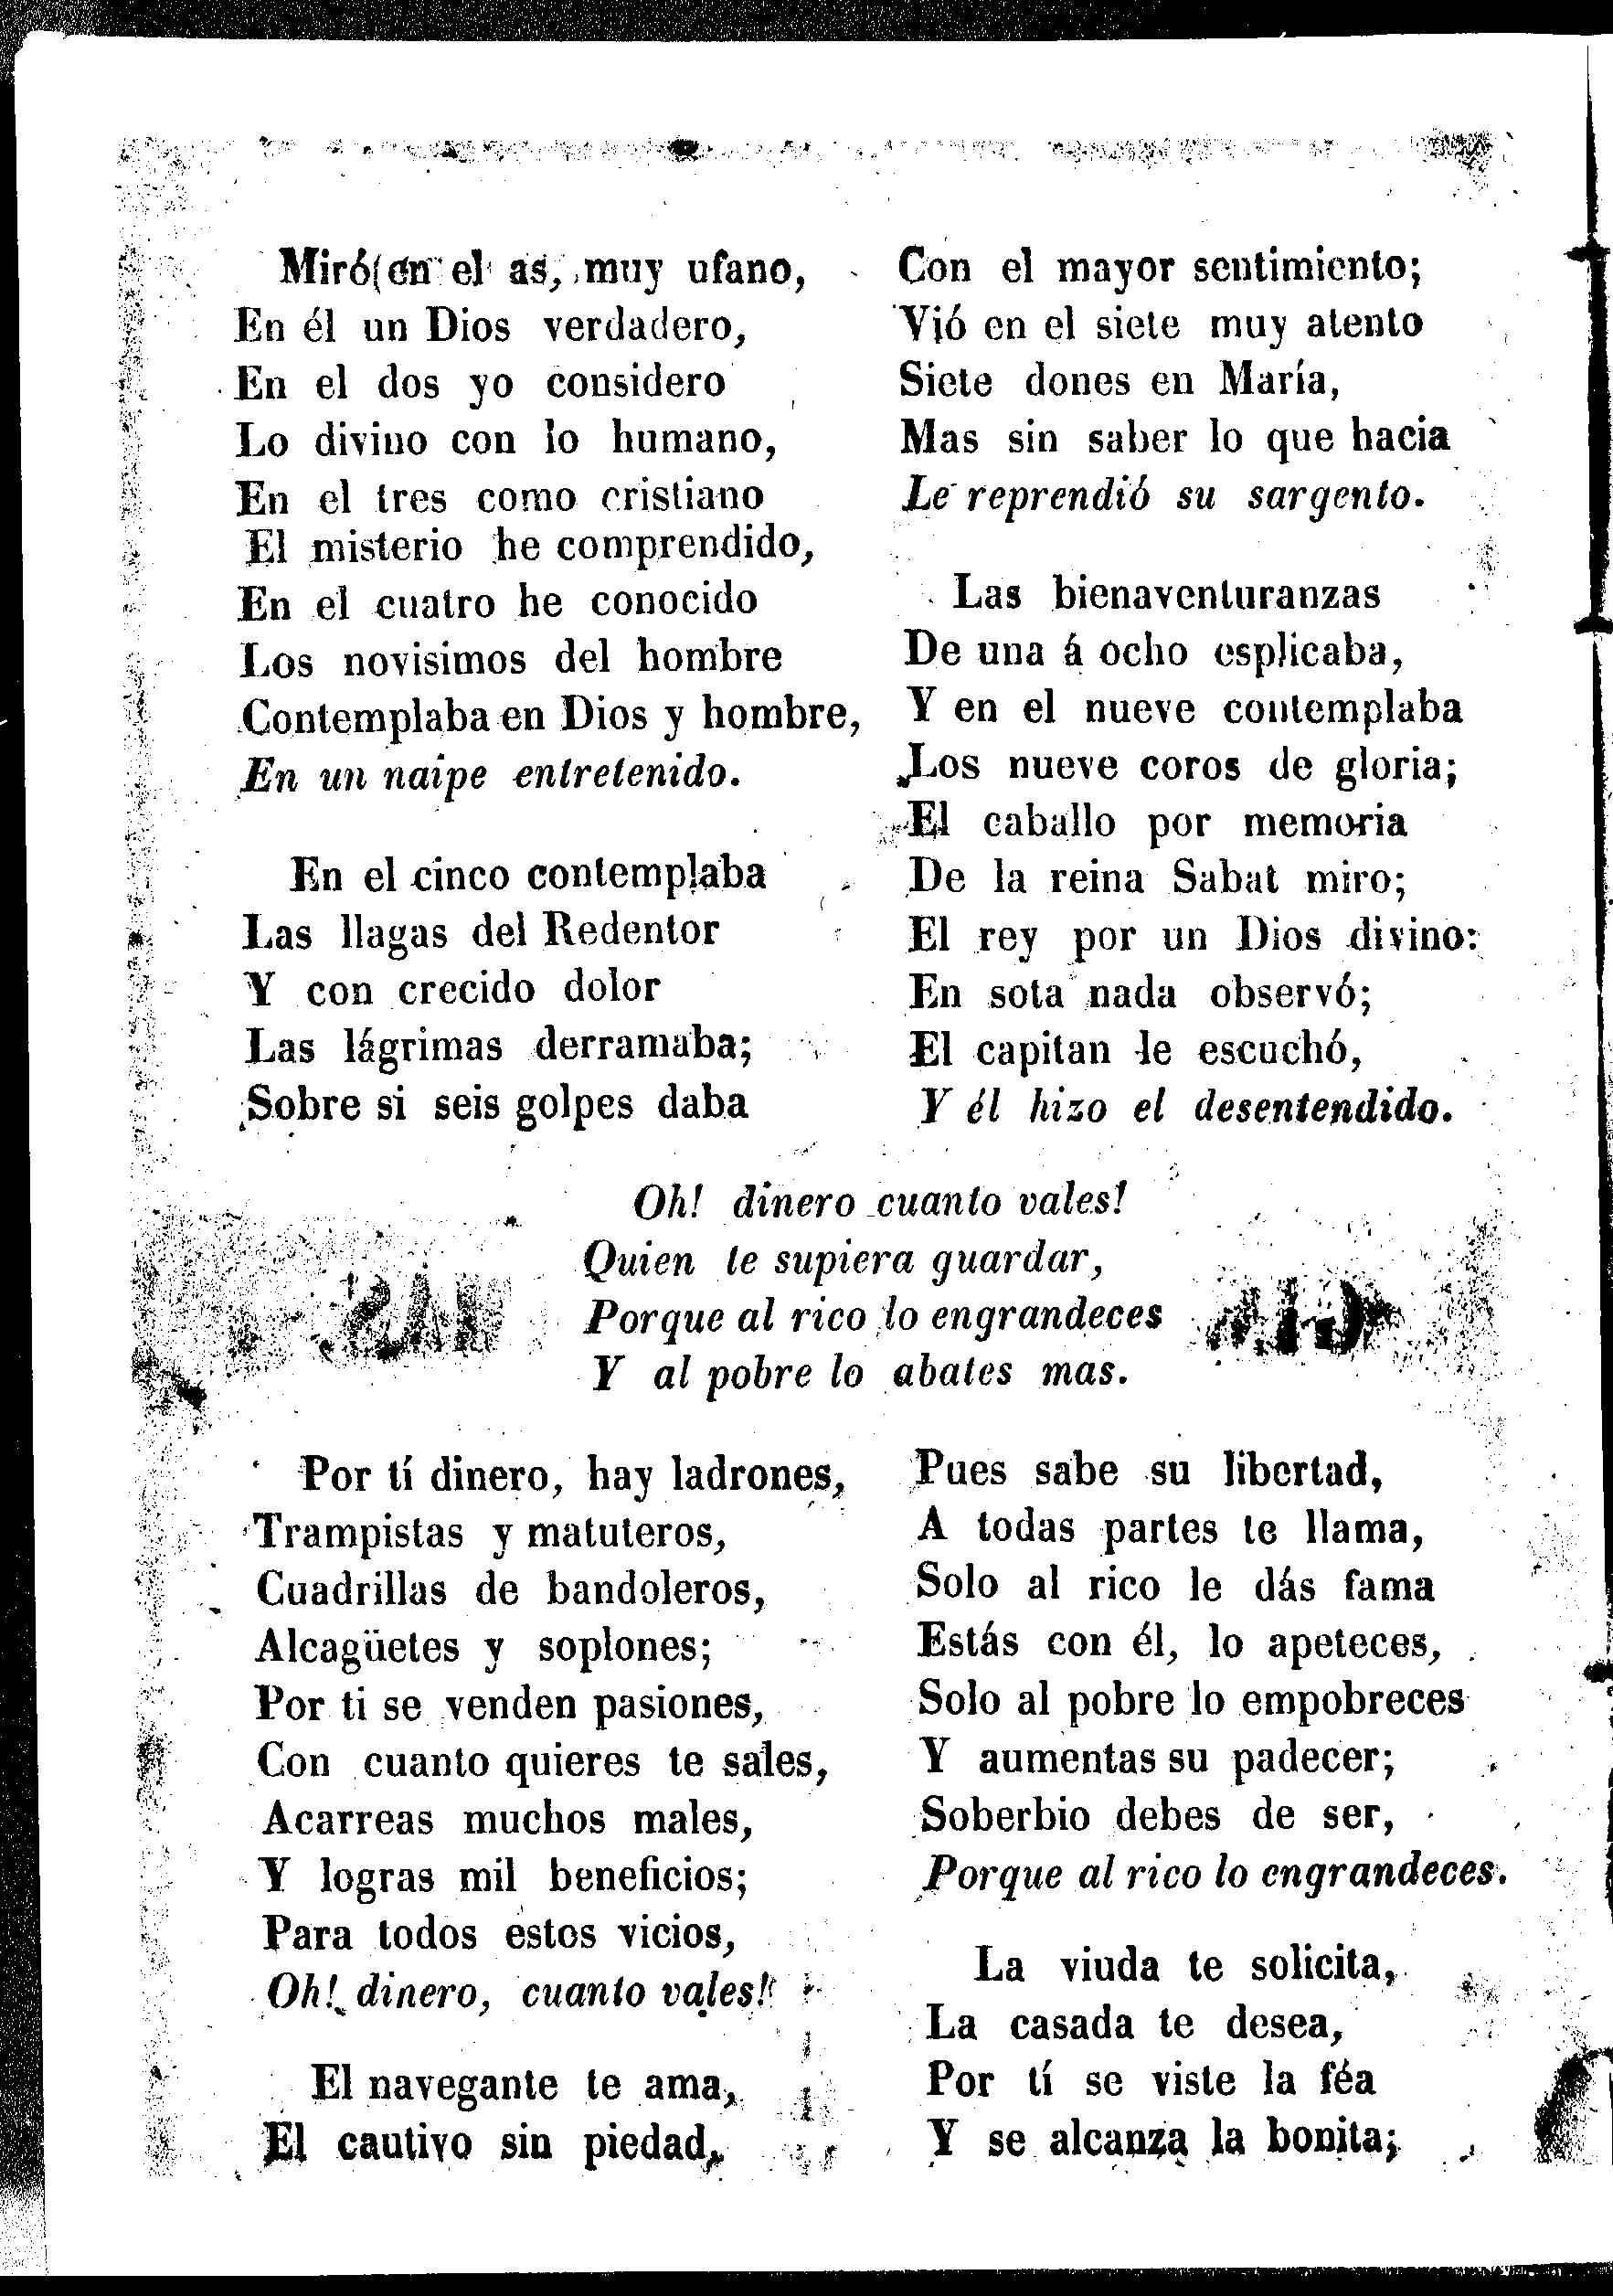 Miró en el as, muy ufano,
En él un Dios verdadero,
En el dos yo considero
Lo divino con lo humano,
En el tres como cristiano
El misterio he comprendido,
En el cuatro he conocido
Los novisimos del hombre
Contemplaba en Dios y hombre,
En un naipe entretenido.
En el cinco contemplaba
Las llagas del Redentor
Y con crecido dolor
Las lágrimas derramaba;
Sobre si seis golpes daba
Con el mayor sentimiento;
Vió en el siete muy atento
Siete dones en María,
Mas sin saber lo que hacia
Le reprendió su sargento.
Las bienaventuranzas
De una á ocho esplicaba,
Y en el nueve contemplaba
Los nueve coros de gloria;
El caballo por memoria
De la reina Sabat miro;
El rey por un Dios divino:
En sota nada observó;
El capitan le escuchó,
Y él hizo el desentendido.
Oh! dinero cuanto vales!
Quien te supiera guardar,
Porque al rico lo engrandeces
Y al pobre lo abates mas.
Por tí dinero, hay ladrones,
Trampistas y matuteros,
Cuadrillas de bandoleros,
Alcagüetes y soplones;
Por ti se venden pasiones,
Con cuanto quieres te sales,
Acarreas muchos males,
Y logras mil beneficios;
Para todos estos vicios,
Oh! dinero, cuanto vales!
El navegante te ama,
El cautivo sin piedad,
Pues sabe su libertad,
A todas partes te llama,
Solo al rico le dás fama
Estás con él, lo apeteces,
Solo al pobre lo empobreces
Y aumentas su padecer;
Soberbio debes de ser,
Porque al rico lo engrandeces.
La viuda te solicita,
La casada te desea,
Por tí se viste la féa
Y se alcanza la bonita;